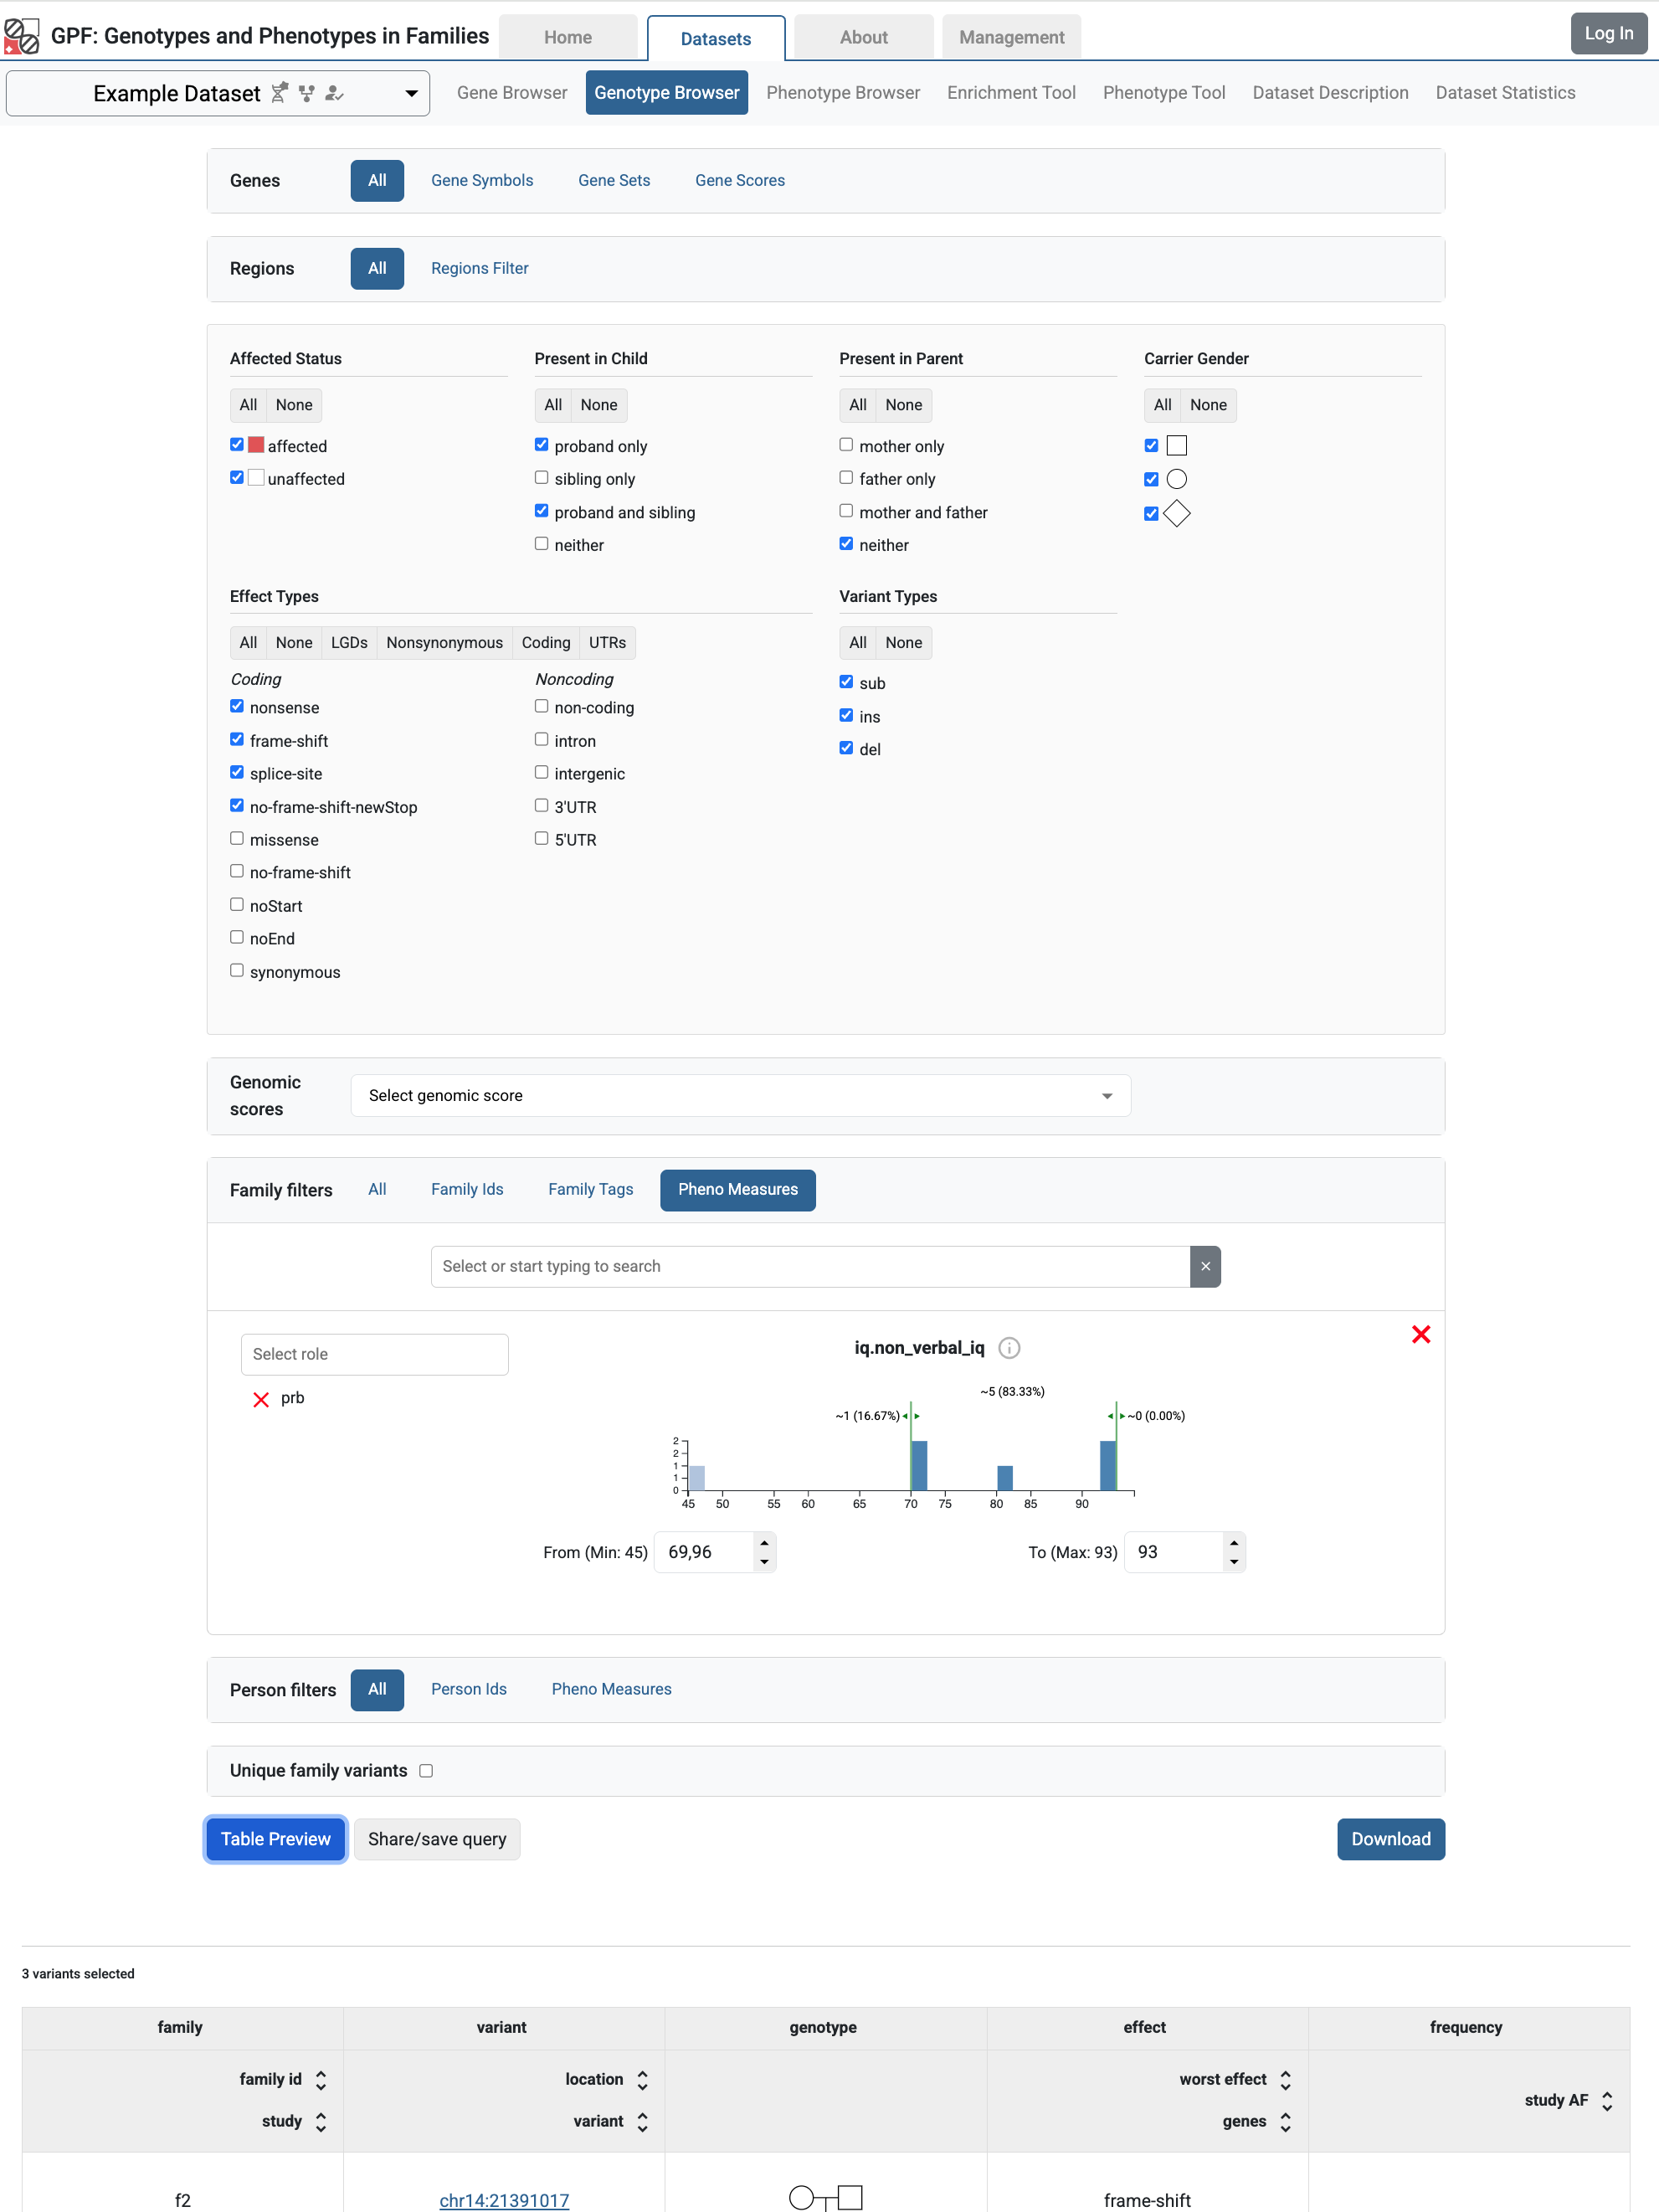 GPF: Genotypes and Phenotypes in Families Home Datasets About Management Log In
Example Dataset Gene Browser Genotype Browser Phenotype Browser Enrichment Tool Phenotype Tool Dataset Description Dataset Statistics
Genes All Gene Symbols Gene Sets Gene Scores
Regions All Regions Filter
Affected Status Present in Child Present in Parent Carrier Gender
All None All None All None All None
affected proband only mother only
unaffected sibling only father only
proband and sibling mother and father
neither neither
Effect Types Variant Types
All None LGDs Nonsynonymous Coding UTRs All None
Coding Noncoding sub
nonsense non-coding ins
frame-shift intron del
splice-site intergenic
no-frame-shift-newStop 3'UTR
missense 5'UTR
no-frame-shift
noStart
noEnd
synonymous
Genomic
scores
Select genomic score
Family filters All Family Ids Family Tags Pheno Measures
Select or start typing to search ×
Select role iq.non_verbal_iq i
prb
~5 (83.33%)
~1 (16.67%) ~0 (0.00%)
2
2
1
1
0
45 50 55 60 65 70 75 80 85 90
From (Min: 45) 69,96 To (Max: 93) 93
Person filters All Person Ids Pheno Measures
Unique family variants
Table Preview Share/save query Download
3 variants selected
family variant genotype effect frequency
family id location worst effect study AF
study variant genes
f2 chr14:21391017 frame-shift